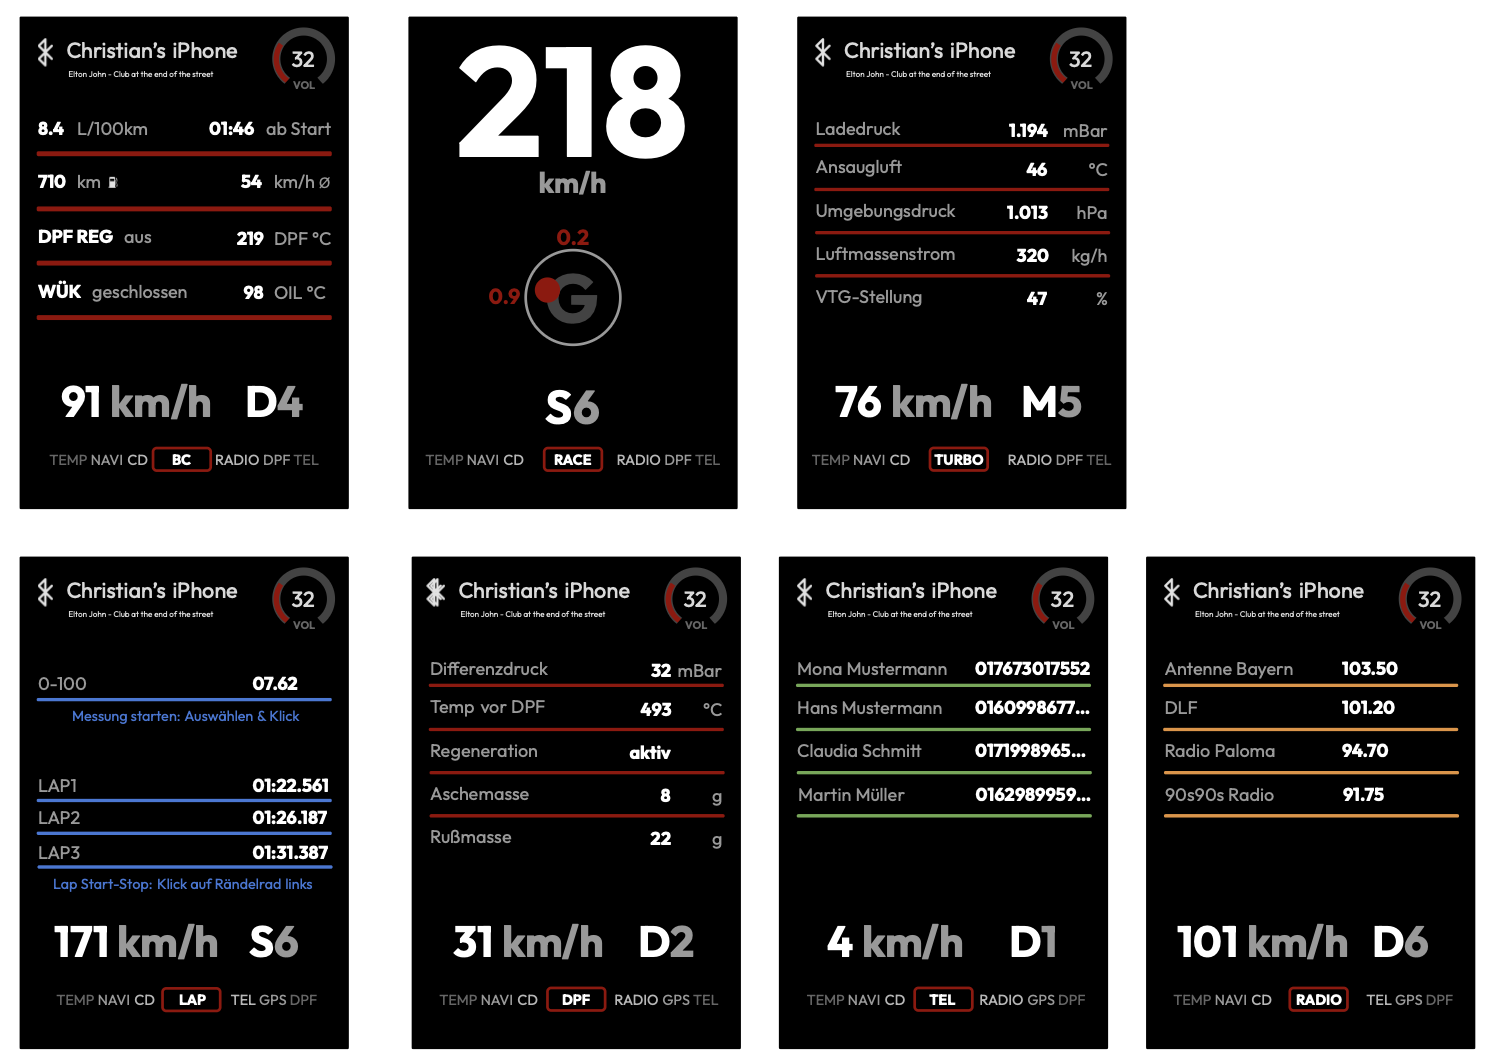 Christian's iPhone
Elton John - Club at the end of the street
32
VOL
8.4 L/100km 01:46 ab Start
710 km 54 km/h Ø
DPF REG aus 219 DPF °C
WÜK geschlossen 98 OIL °C
91 km/h D4
TEMP NAVI CD BC RADIO DPF TEL
218
km/h
0.2
0.9 G
S6
TEMP NAVI CD RACE RADIO DPF TEL
Christian's iPhone
Elton John - Club at the end of the street
32
VOL
Ladedruck 1.194 mBar
Ansaugluft 46 °C
Umgebungsdruck 1.013 hPa
Luftmassenstrom 320 kg/h
VTG-Stellung 47 %
76 km/h M5
TEMP NAVI CD TURBO RADIO DPF TEL
Christian's iPhone
Elton John - Club at the end of the street
32
VOL
0-100 07.62
Messung starten: Auswählen & Klick
LAP1 01:22.561
LAP2 01:26.187
LAP3 01:31.387
Lap Start-Stop: Klick auf Rändelrad links
171 km/h S6
TEMP NAVI CD LAP TEL GPS DPF
Christian's iPhone
Elton John - Club at the end of the street
32
VOL
Differenzdruck 32 mBar
Temp vor DPF 493 °C
Regeneration aktiv
Aschemasse 8 g
Rußmasse 22 g
31 km/h D2
TEMP NAVI CD DPF RADIO GPS TEL
Christian's iPhone
Elton John - Club at the end of the street
32
VOL
Mona Mustermann 017673017552
Hans Mustermann 0160998677...
Claudia Schmitt 0171998965...
Martin Müller 0162989959...
4 km/h D1
TEMP NAVI CD TEL RADIO GPS DPF
Christian's iPhone
Elton John - Club at the end of the street
32
VOL
Antenne Bayern 103.50
DLF 101.20
Radio Paloma 94.70
90s90s Radio 91.75
101 km/h D6
TEMP NAVI CD RADIO TEL GPS DPF